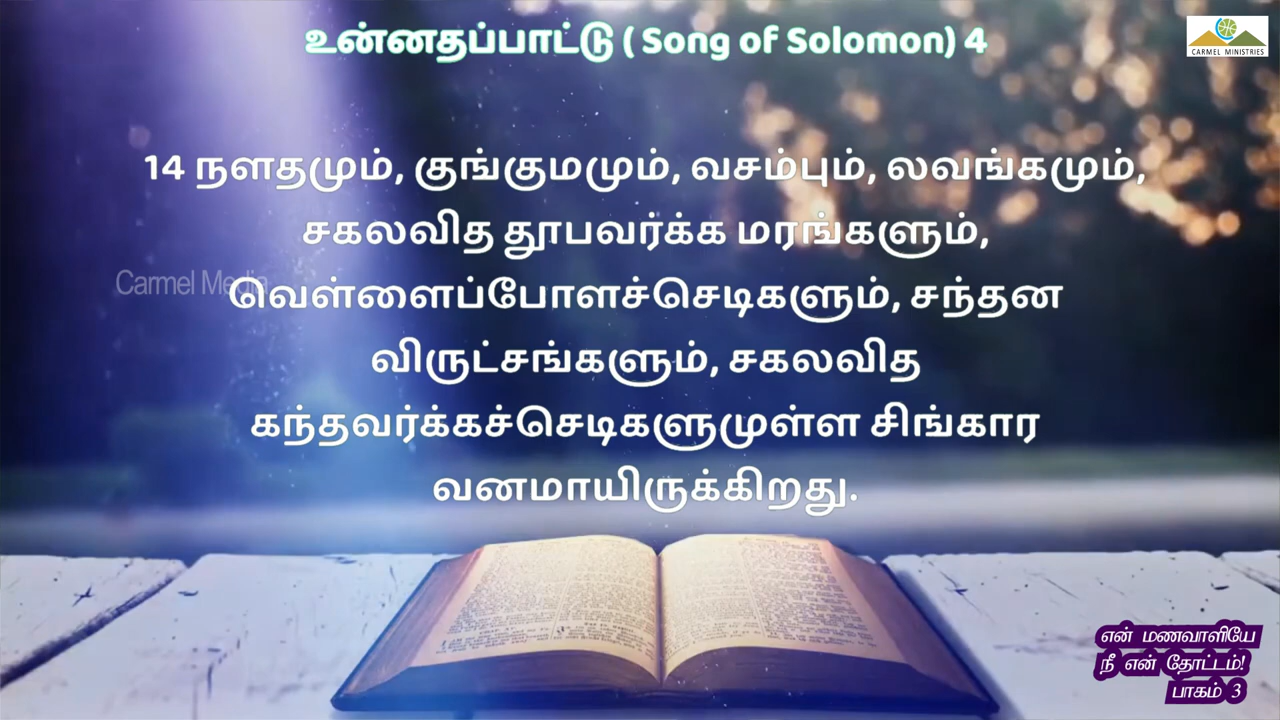 உன்னதப்பாட்டு ( Song of Solomon) 4
CARMEL MINISTRIES
14 நளதமும், குங்குமமும், வசம்பும், லவங்கமும்,
சகலவித தூபவர்க்க மரங்களும்,
Carmel Media
வெள்ளைப்போளச்செடிகளும், சந்தன
விருட்சங்களும், சகலவித
கந்தவர்க்கச்செடிகளுமுள்ள சிங்கார
வனமாயிருக்கிறது.
என் மணவாளியே
நீ என் தோட்டம்!
பாகம் 3